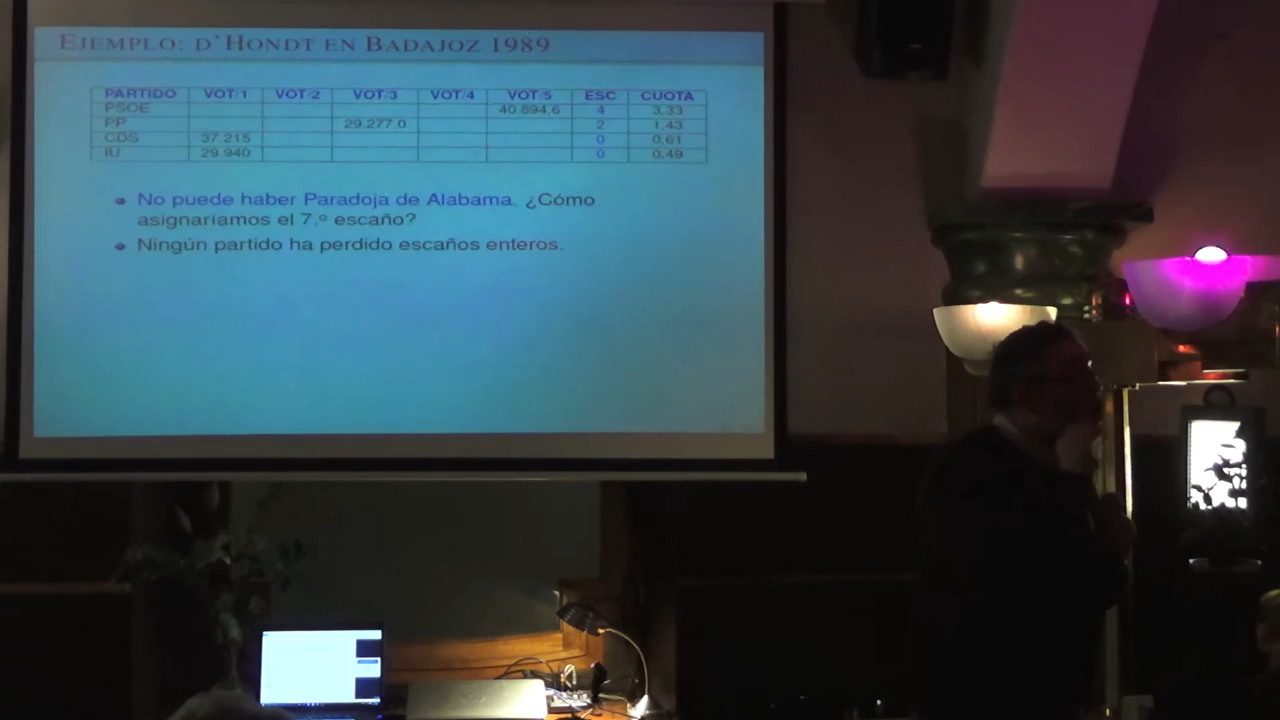 EJEMPLO: D'HONDT EN BADAJOZ 1989
PARTIDO VOT/1 VOT/2 VOT/3 VOT/4 VOT/5 ESC CUOTA
PSOE 40.894,6 4 3,33
PP 29.277,0 2 1,43
CDS 37.215 0 0,61
IU 29.940 0 0,49
No puede haber Paradoja de Alabama. ¿Cómo
asignaríamos el 7.º escaño?
Ningún partido ha perdido escaños enteros.